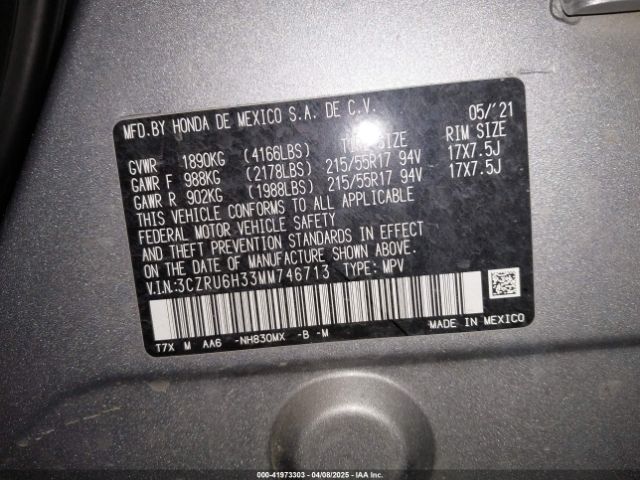 MFD.BY HONDA DE MEXICO S.A. DE C.V. 05/'21
TIRE SIZE RIM SIZE
GVWR 1890KG (4166LBS)
GAWR F 988KG (2178LBS) 215/55R17 94V 17X7.5J
GAWR R 902KG (1988LBS) 215/55R17 94V 17X7.5J
THIS VEHICLE CONFORMS TO ALL APPLICABLE
FEDERAL MOTOR VEHICLE SAFETY
AND THEFT PREVENTION STANDARDS IN EFFECT
ON THE DATE OF MANUFACTURE SHOWN ABOVE.
V.I.N.:3CZRU6H33MM746713 TYPE: MPV
T7X M AA6 -NH830MX -B -M MADE IN MEXICO
000-41973303 - 04/08/2025 - IAA Inc.